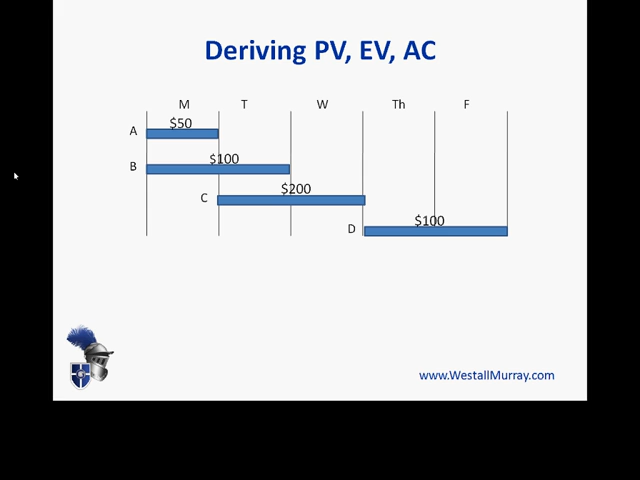 Deriving PV, EV, AC
M T W Th F
A $50
B $100
C $200
D $100
www.WestallMurray.com